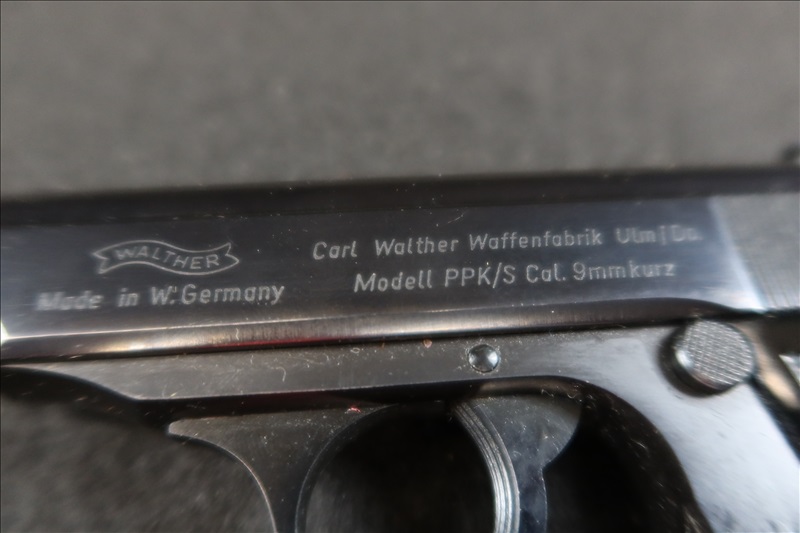 WALTHER
Made in W.Germany
Carl Walther Waffenfabrik Ulm/Do.
Modell PPK/S Cal. 9mmkurz